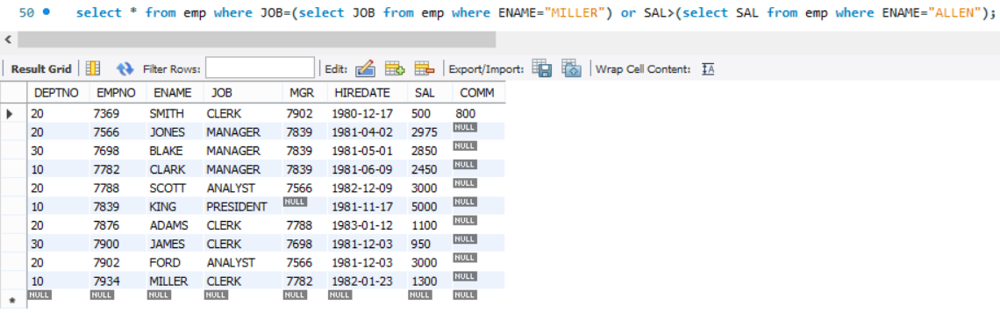 50 select * from emp where JOB=(select JOB from emp where ENAME="MILLER") or SAL>(select SAL from emp where ENAME="ALLEN");
Result Grid Filter Rows: Edit: Export/Import: Wrap Cell Content: IA
DEPTNO EMPNO ENAME JOB MGR HIREDATE SAL COMM
20 7369 SMITH CLERK 7902 1980-12-17 500 800
20 7566 JONES MANAGER 7839 1981-04-02 2975 NULL
30 7698 BLAKE MANAGER 7839 1981-05-01 2850 NULL
10 7782 CLARK MANAGER 7839 1981-06-09 2450 NULL
20 7788 SCOTT ANALYST 7566 1982-12-09 3000 NULL
10 7839 KING PRESIDENT NULL 1981-11-17 5000 NULL
20 7876 ADAMS CLERK 7788 1983-01-12 1100 NULL
30 7900 JAMES CLERK 7698 1981-12-03 950 NULL
20 7902 FORD ANALYST 7566 1981-12-03 3000 NULL
10 7934 MILLER CLERK 7782 1982-01-23 1300 NULL
NULL NULL NULL NULL NULL NULL NULL NULL